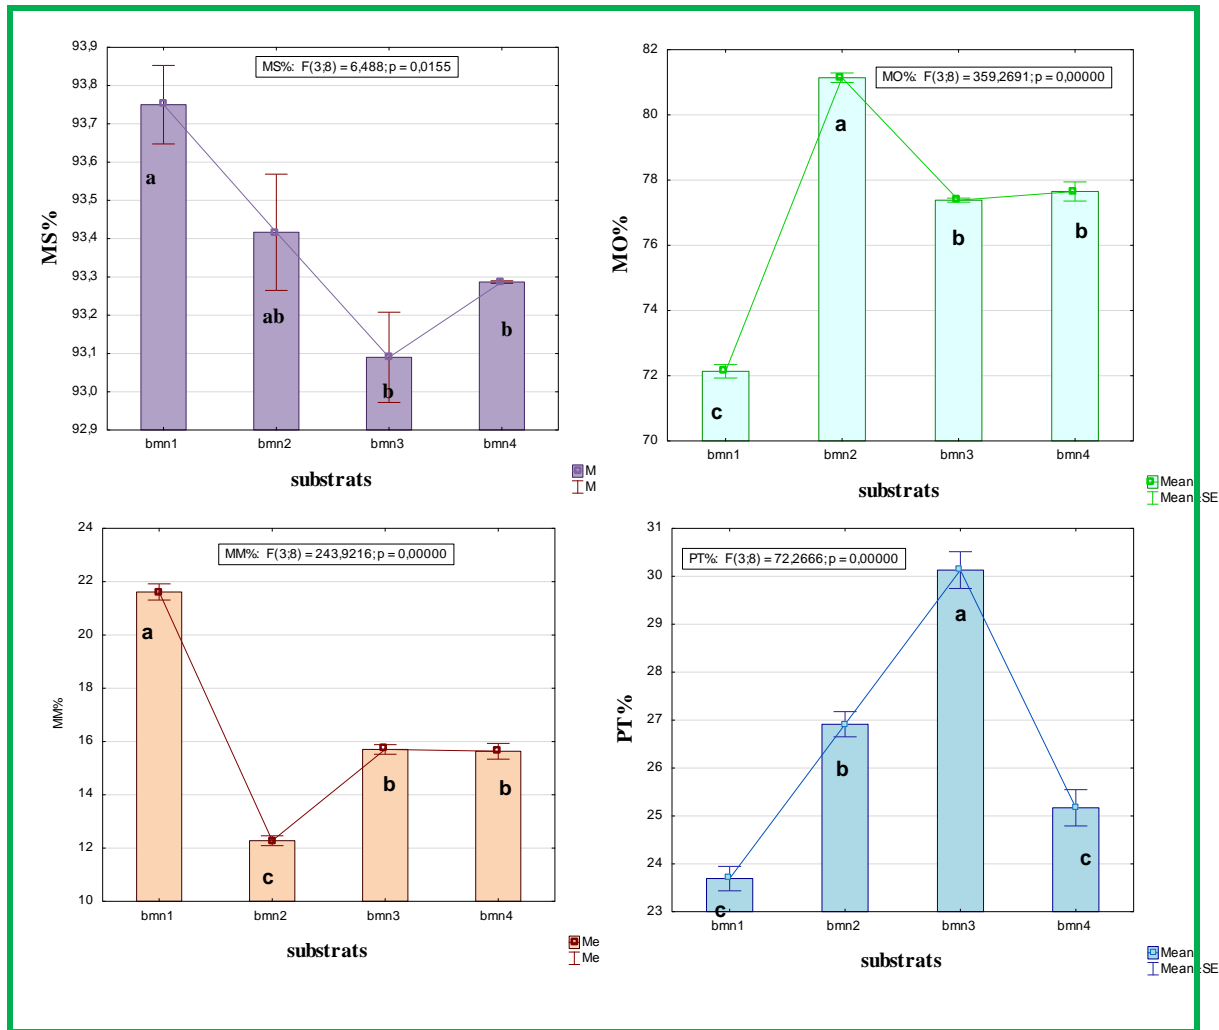 MS%: F(3;8) = 6,488; p = 0,0155
MS%
93,9
93,8
93,7
93,6
93,5
93,4
93,3
93,2
93,1
93,0
92,9
a
ab
b
b
bmn1 bmn2 bmn3 bmn4
substrats
M
M
MO%: F(3;8) = 359,2691; p = 0,00000
MO%
82
80
78
76
74
72
70
c
a
b
b
bmn1 bmn2 bmn3 bmn4
substrats
Mean
Mean±SE
MM%: F(3;8) = 243,9216; p = 0,00000
MM%
24
22
20
18
16
14
12
10
a
c
b
b
bmn1 bmn2 bmn3 bmn4
substrats
Me
Me
PT%: F(3;8) = 72,2666; p = 0,00000
PT%
31
30
29
28
27
26
25
24
23
c
b
a
c
bmn1 bmn2 bmn3 bmn4
substrats
Mean
Mean±SE